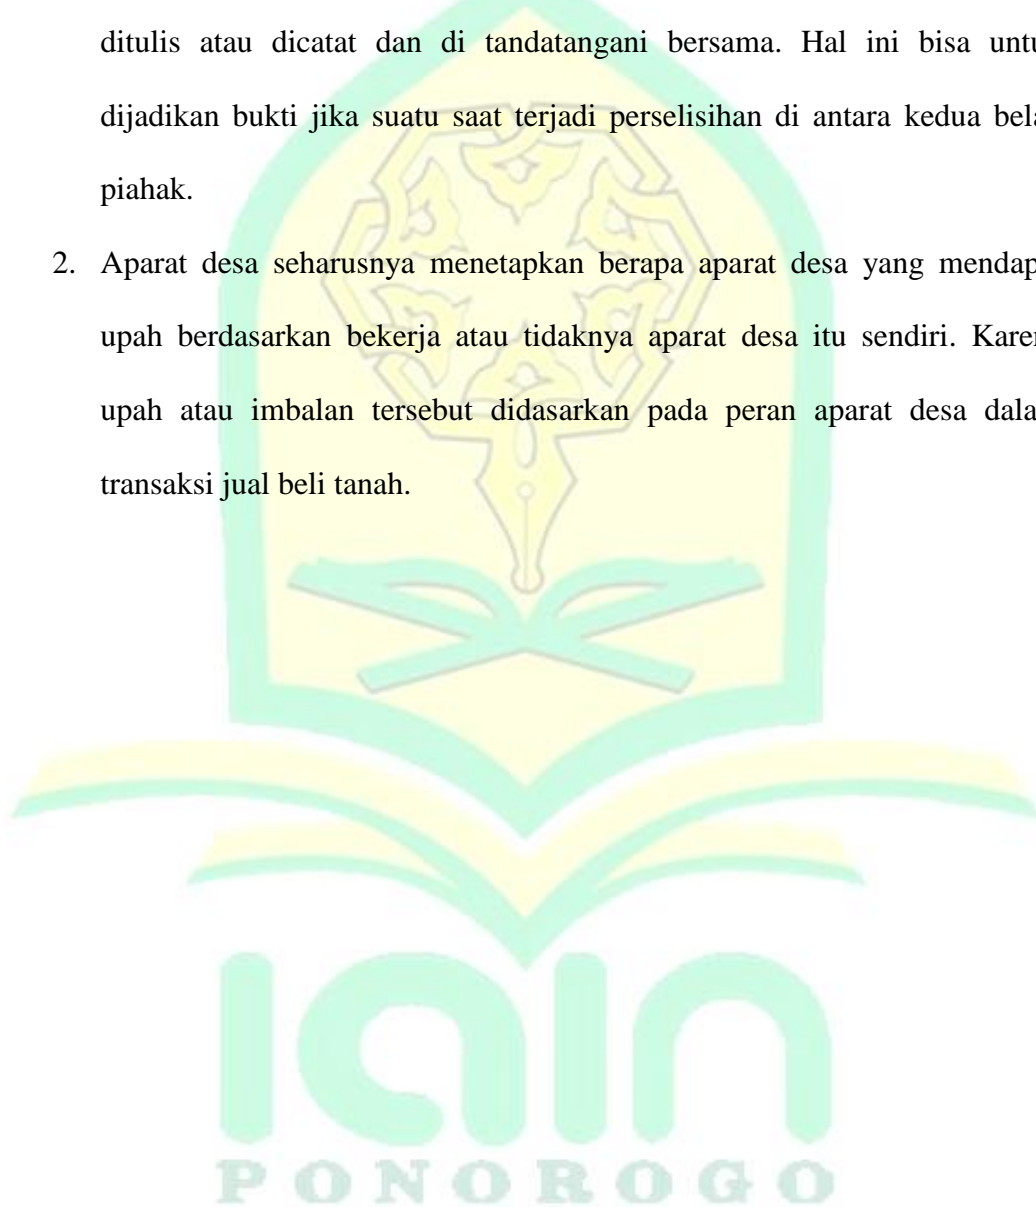 ditulis atau dicatat dan di tandatangani bersama. Hal ini bisa untu
dijadikan bukti jika suatu saat terjadi perselisihan di antara kedua bela
piahak.
2. Aparat desa seharusnya menetapkan berapa aparat desa yang mendap
upah berdasarkan bekerja atau tidaknya aparat desa itu sendiri. Karen
upah atau imbalan tersebut didasarkan pada peran aparat desa dala
transaksi jual beli tanah.
iain
PONOROGO